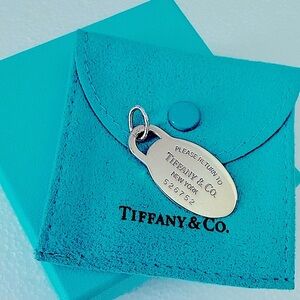 PLEASE RETURN TO
TIFFANY & CO.
NEW YORK
526752
TIFFANY & CO.